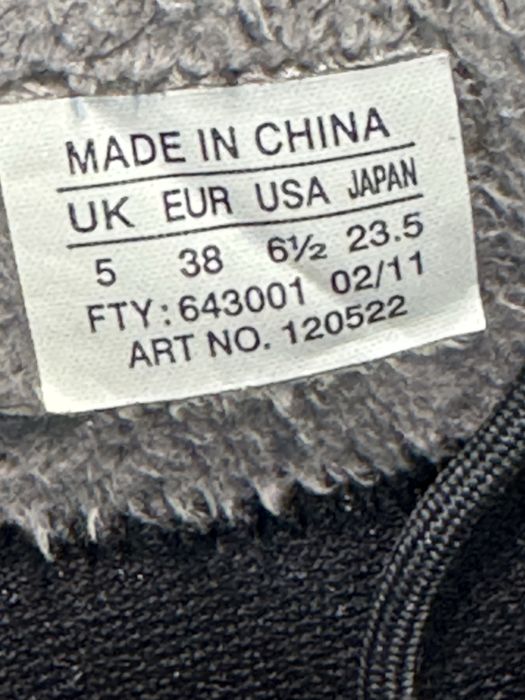 MADE IN CHINA
UK EUR USA JAPAN
5 38 6½ 23.5
FTY: 643001 02/11
ART NO. 120522